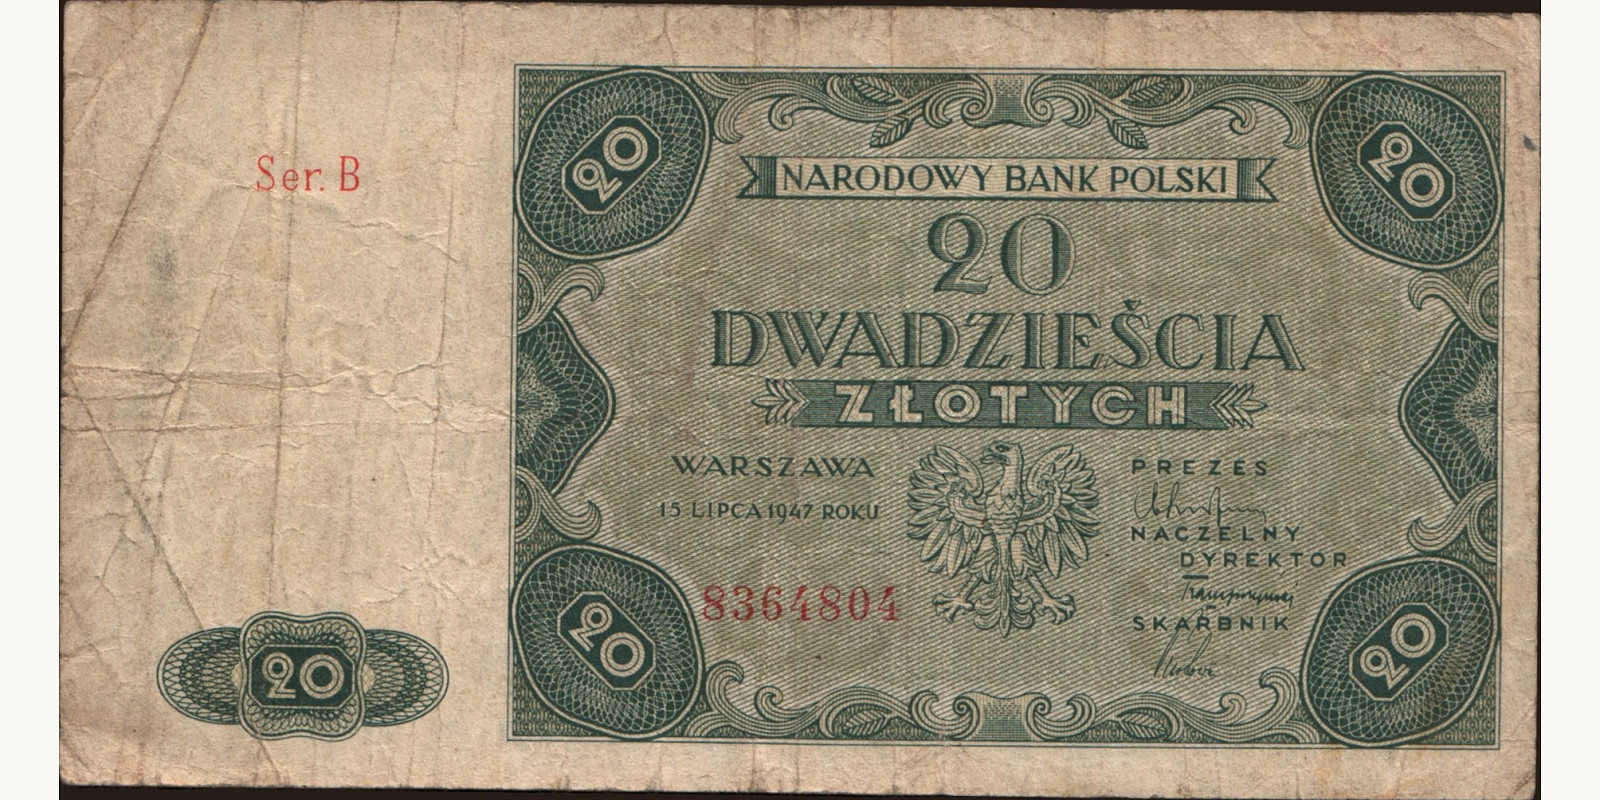 Ser. B
20
20
NARODOWY BANK POLSKI
20
DWADZIEŚCIA
ZŁOTYCH
WARSZAWA
15 LIPCA 1947 ROKU
8364804
PREZES
NACZELNY
DYREKTOR
SKARBNIK
20
20
20